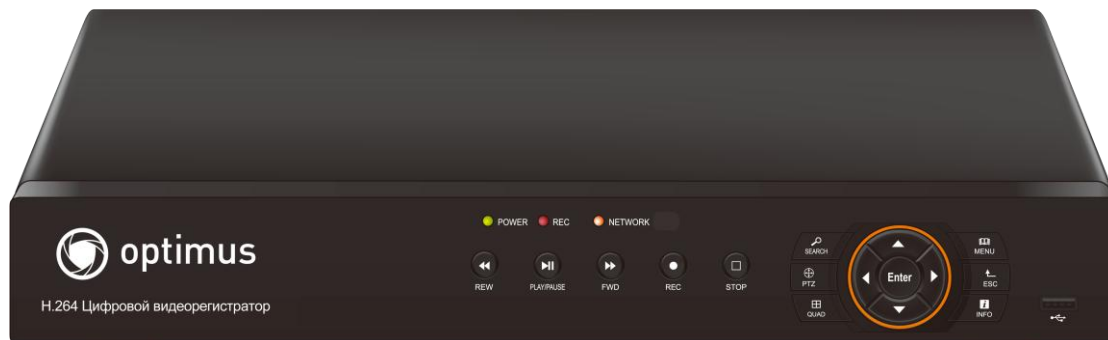 optimus
H.264 Цифровой видеорегистратор
POWER REC NETWORK
REW PLAY/PAUSE FWD REC STOP
SEARCH
PTZ
QUAD
Enter
MENU
ESC
INFO